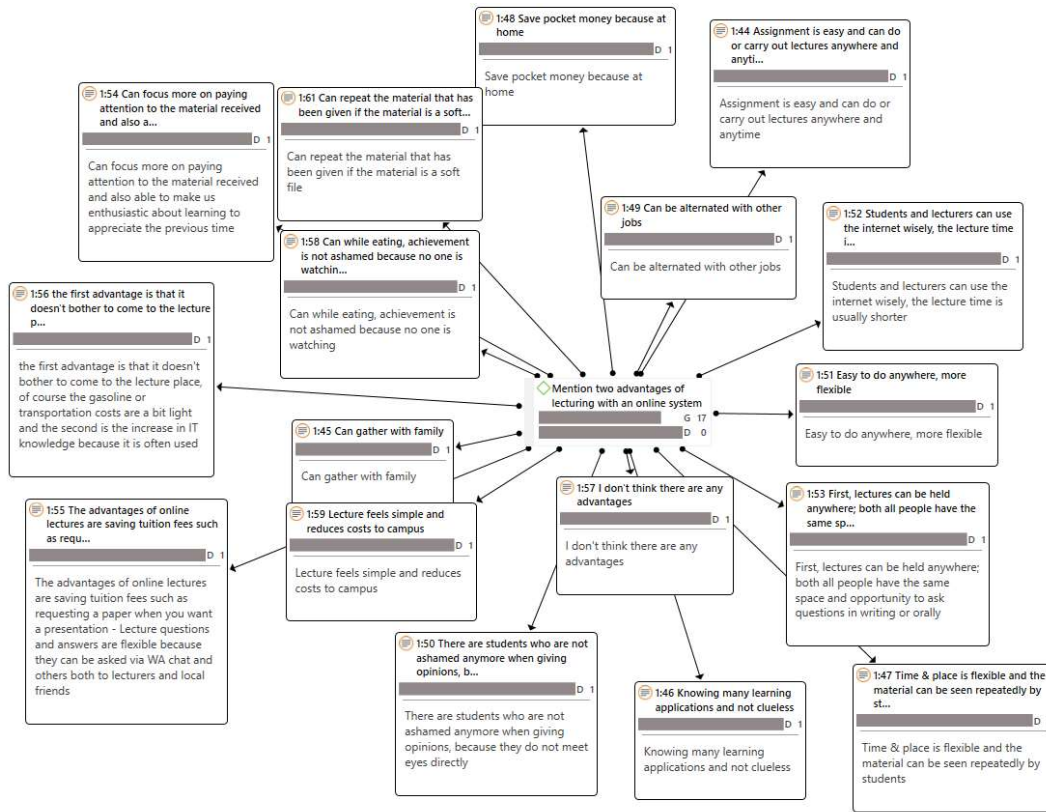 1:48 Save pocket money because at
home
D 1
Save pocket money because at
home
1:44 Assignment is easy and can do
or carry out lectures anywhere and
anyti...
D 1
Assignment is easy and can do or
carry out lectures anywhere and
anytime
1:54 Can focus more on paying
attention to the material received
and also a...
D 1
Can focus more on paying
attention to the material received
and also able to make us
enthusiastic about learning to
appreciate the previous time
1:61 Can repeat the material that has
been given if the material is a soft...
D 1
Can repeat the material that has
been given if the material is a soft
file
1:49 Can be alternated with other
jobs
D 1
Can be alternated with other jobs
1:52 Students and lecturers can use
the internet wisely, the lecture time
i...
D 1
Students and lecturers can use the
internet wisely, the lecture time is
usually shorter
1:58 Can while eating, achievement
is not ashamed because no one is
watchin...
D 1
Can while eating, achievement is
not ashamed because no one is
watching
1:56 the first advantage is that it
doesn't bother to come to the lecture
p...
D 1
the first advantage is that it doesn't
bother to come to the lecture place,
of course the gasoline or
transportation costs are a bit light
and the second is the increase in IT
knowledge because it is often used
Mention two advantages of
lecturing with an online system
G 17
D 0
1:51 Easy to do anywhere, more
flexible
D 1
Easy to do anywhere, more flexible
1:45 Can gather with family
D 1
Can gather with family
1:59 Lecture feels simple and
reduces costs to campus
D 1
Lecture feels simple and reduces
costs to campus
1:57 I don't think there are any
advantages
D 1
I don't think there are any
advantages
1:53 First, lectures can be held
anywhere; both all people have the
same sp...
D 1
First, lectures can be held
anywhere; both all people have the
same space and opportunity to ask
questions in writing or orally
1:55 The advantages of online
lectures are saving tuition fees such
as requ...
D 1
The advantages of online lectures
are saving tuition fees such as
requesting a paper when you want
a presentation - Lecture questions
and answers are flexible because
they can be asked via WA chat and
others both to lecturers and local
friends
1:50 There are students who are not
ashamed anymore when giving
opinions, b...
D 1
There are students who are not
ashamed anymore when giving
opinions, because they do not meet
eyes directly
1:46 Knowing many learning
applications and not clueless
D 1
Knowing many learning
applications and not clueless
1:47 Time & place is flexible and the
material can be seen repeatedly by
st...
D
Time & place is flexible and the
material can be seen repeatedly by
students